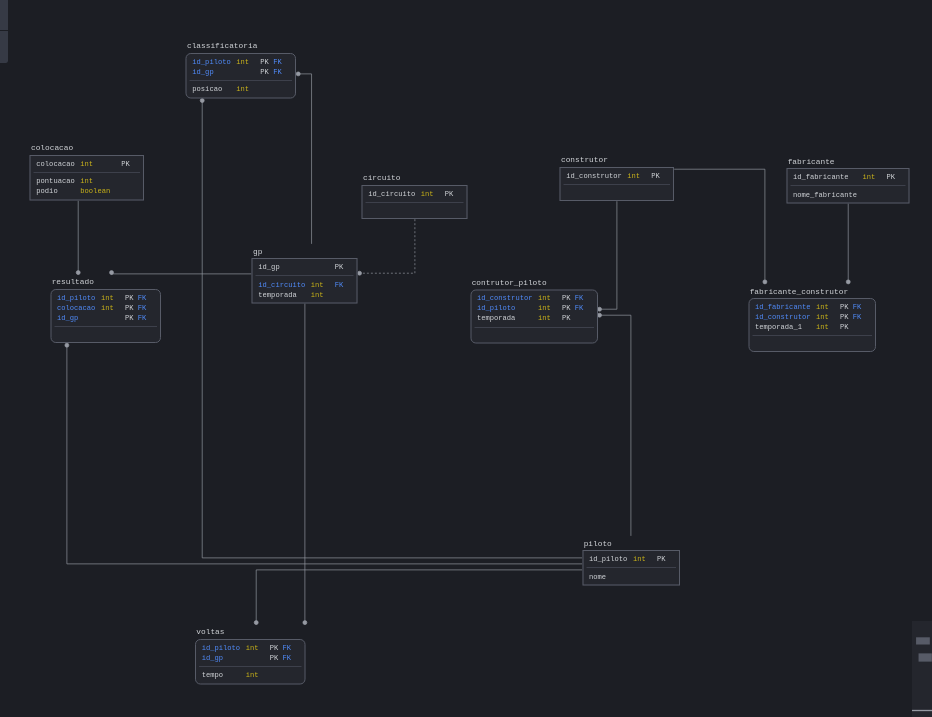 classificatoria
id_piloto int PK FK
id_gp PK FK
posicao int
colocacao
colocacao int PK
pontuacao int
podio boolean
circuito
id_circuito int PK
construtor
id_construtor int PK
fabricante
id_fabricante int PK
nome_fabricante
gp
id_gp PK
id_circuito int FK
temporada int
resultado
id_piloto int PK FK
colocacao int PK FK
id_gp PK FK
contrutor_piloto
id_construtor int PK FK
id_piloto int PK FK
temporada int PK
fabricante_construtor
id_fabricante int PK FK
id_construtor int PK FK
temporada_1 int PK
piloto
id_piloto int PK
nome
voltas
id_piloto int PK FK
id_gp PK FK
tempo int